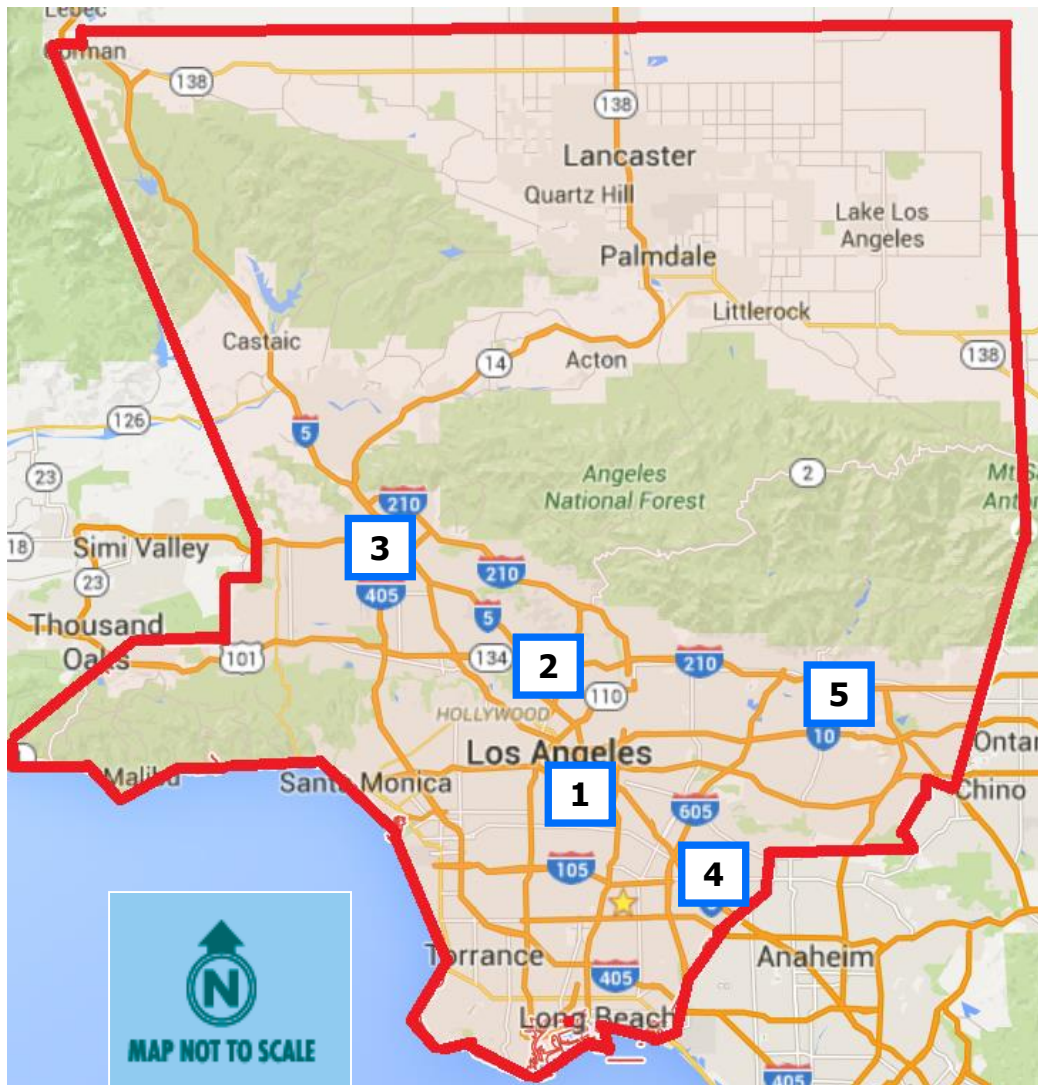 Lebec
Gorman
138
138
Lancaster
Quartz Hill
Lake Los
Angeles
Palmdale
Littlerock
Castaic
14
Acton
138
126
5
23
Angeles
National Forest
2
210
18
Simi Valley
3
23
405
210
5
Thousand
Oaks
101
134
2
210
110
5
HOLLYWOOD
10
Los Angeles
Malibu
Santa Monica
1
605
Chino
105
4
Torrance
Anaheim
405
Long Beach
N
MAP NOT TO SCALE
405